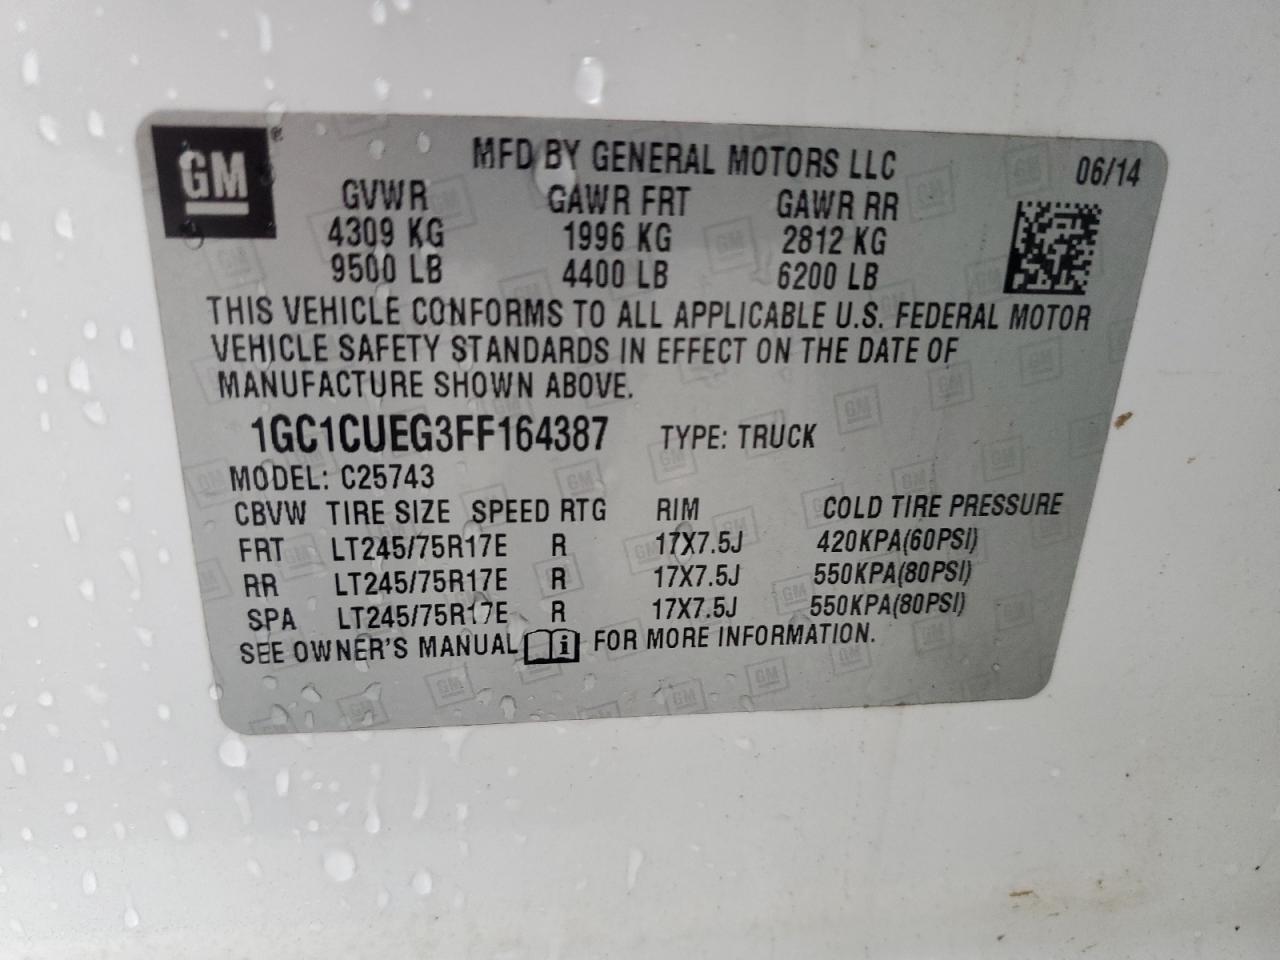 GM®
MFD BY GENERAL MOTORS LLC 06/14
GVWR GAWR FRT GAWR RR
4309 KG 1996 KG 2812 KG
9500 LB 4400 LB 6200 LB
THIS VEHICLE CONFORMS TO ALL APPLICABLE U.S. FEDERAL MOTOR
VEHICLE SAFETY STANDARDS IN EFFECT ON THE DATE OF
MANUFACTURE SHOWN ABOVE.
1GC1CUEG3FF164387 TYPE: TRUCK
MODEL: C25743
CBVW TIRE SIZE SPEED RTG RIM COLD TIRE PRESSURE
FRT LT245/75R17E R 17X7.5J 420KPA(60PSI)
RR LT245/75R17E R 17X7.5J 550KPA(80PSI)
SPA LT245/75R17E R 17X7.5J 550KPA(80PSI)
SEE OWNER'S MANUAL i FOR MORE INFORMATION.